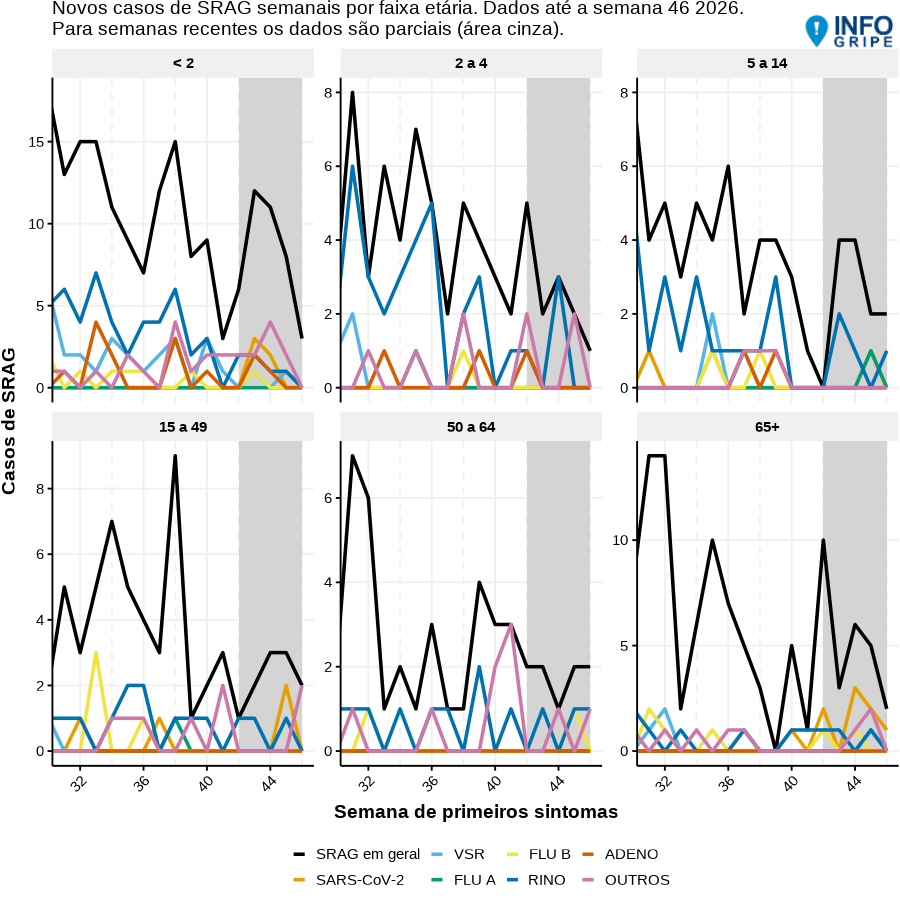 Novos casos de SRAG semanais por faixa etária. Dados até a semana 46 2026.
Para semanas recentes os dados são parciais (área cinza).
INFO
GRIPE
< 2
2 a 4
5 a 14
15
10
5
0
8
6
4
2
0
8
6
4
2
0
Casos de SRAG
15 a 49
50 a 64
65+
8
6
4
2
0
6
4
2
0
10
5
0
32
36
40
44
32
36
40
44
32
36
40
44
Semana de primeiros sintomas
SRAG em geral
VSR
FLU B
ADENO
SARS-CoV-2
FLU A
RINO
OUTROS